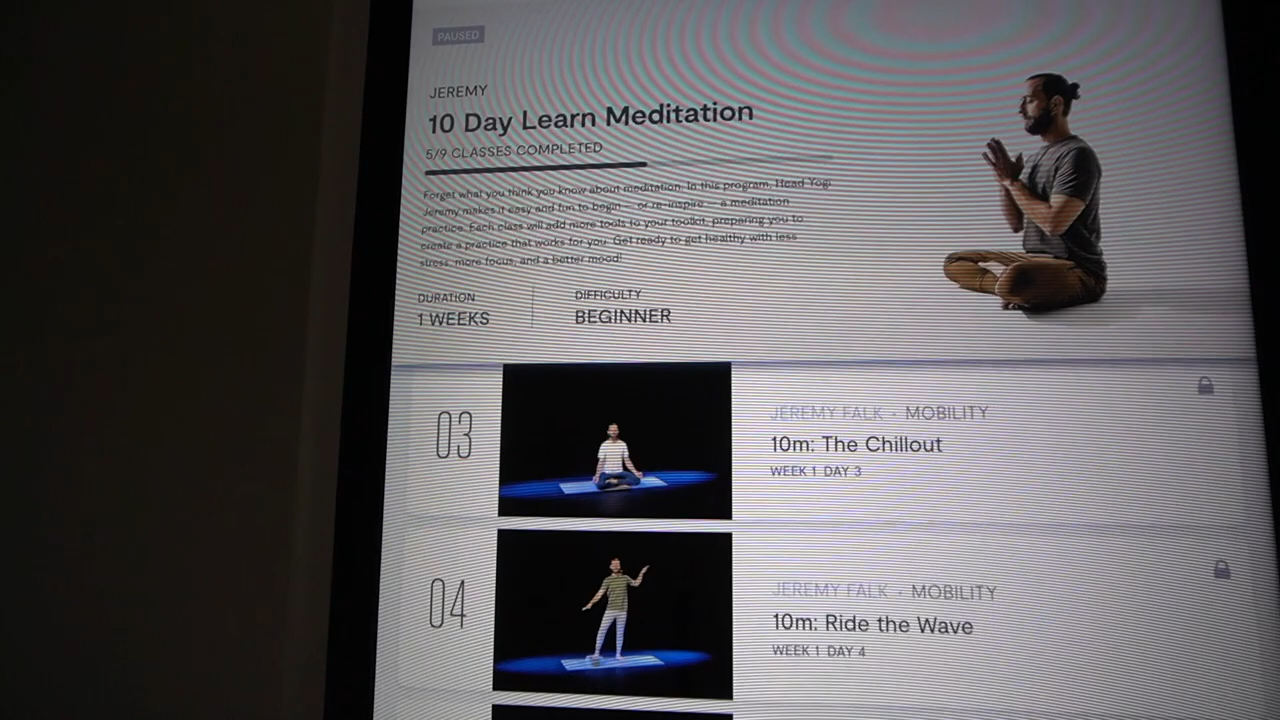 PAUSED
JEREMY
10 Day Learn Meditation
5/9 CLASSES COMPLETED
Forget what you think you know about meditation. In this program, Head Yogi
Jeremy makes it easy and fun to begin — or re-inspire — a meditation
practice. Each class will add more tools to your toolkit, preparing you to
create a practice that works for you. Get ready to get healthy with less
stress, more focus, and a better mood!
DURATION
1 WEEKS
DIFFICULTY
BEGINNER
03
JEREMY FALK · MOBILITY
10m: The Chillout
WEEK 1 DAY 3
04
JEREMY FALK · MOBILITY
10m: Ride the Wave
WEEK 1 DAY 4